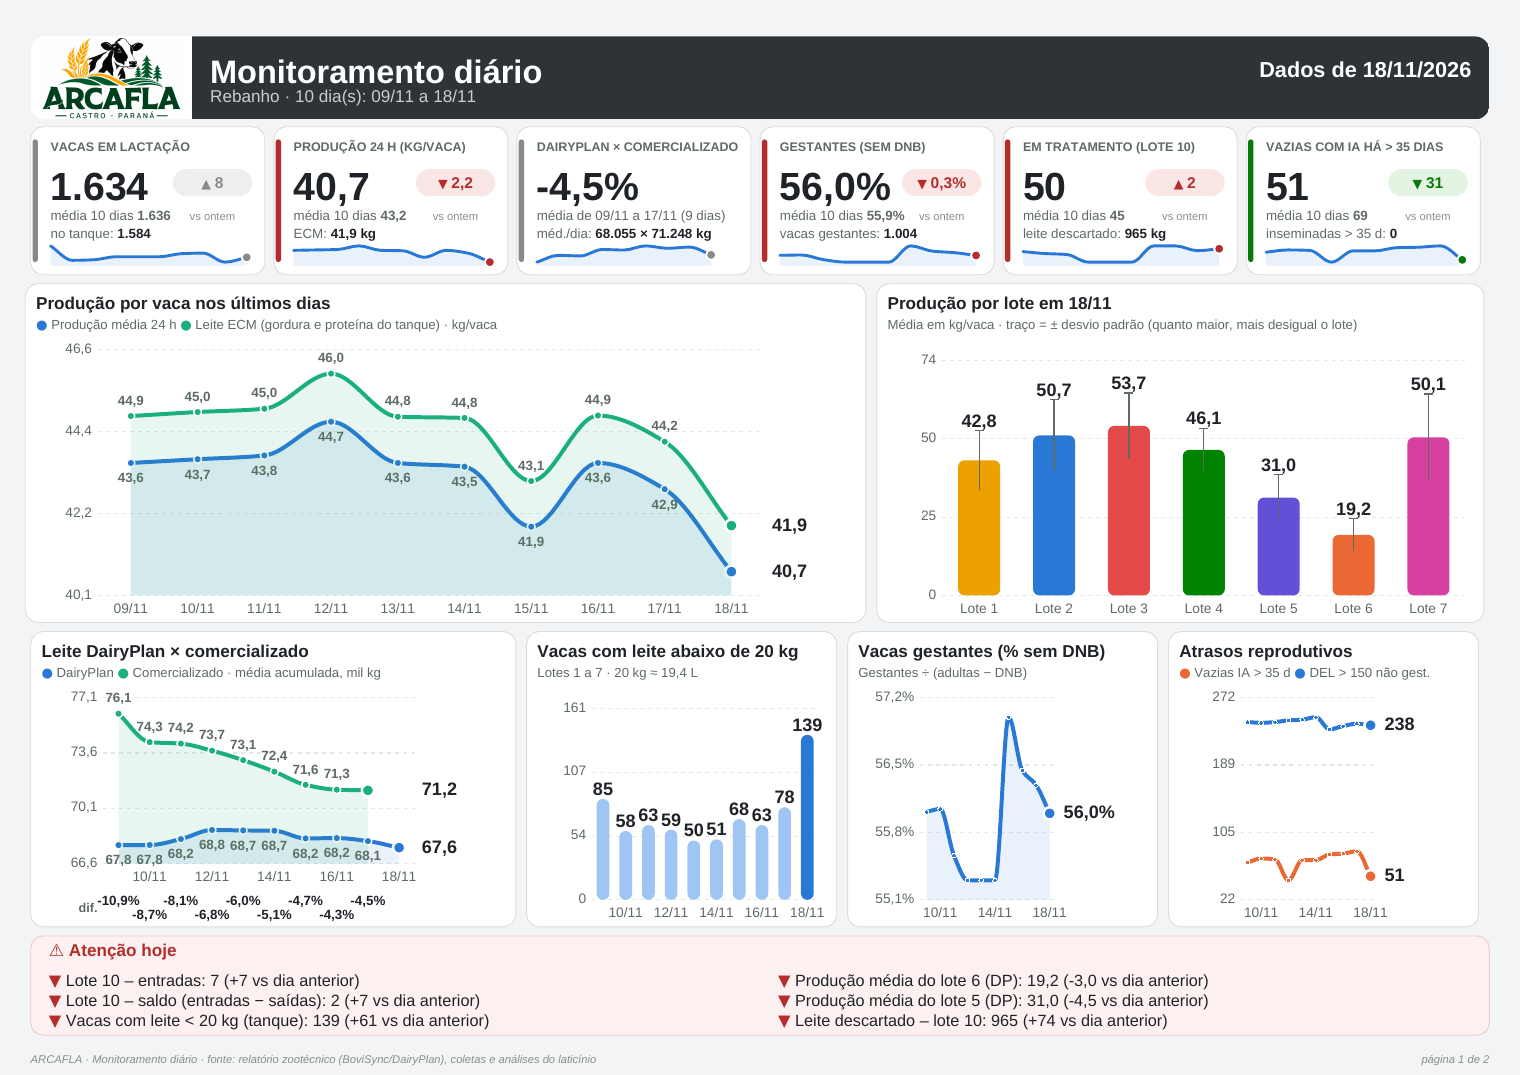 ARCAFLA
CASTRO - PARANÁ
Monitoramento diário
Rebanho · 10 dia(s): 09/11 a 18/11
Dados de 18/11/2026
VACAS EM LACTAÇÃO
1.634
▲ 8
média 10 dias 1.636
vs ontem
no tanque: 1.584
PRODUÇÃO 24 H (KG/VACA)
40,7
▼ 2,2
média 10 dias 43,2
vs ontem
ECM: 41,9 kg
DAIRYPLAN × COMERCIALIZADO
-4,5%
média de 09/11 a 17/11 (9 dias)
méd./dia: 68.055 × 71.248 kg
GESTANTES (SEM DNB)
56,0%
▼ 0,3%
média 10 dias 55,9%
vs ontem
vacas gestantes: 1.004
EM TRATAMENTO (LOTE 10)
50
▲ 2
média 10 dias 45
vs ontem
leite descartado: 965 kg
VAZIAS COM IA HÁ > 35 DIAS
51
▼ 31
média 10 dias 69
vs ontem
inseminadas > 35 d: 0
Produção por vaca nos últimos dias
Produção média 24 h Leite ECM (gordura e proteína do tanque) · kg/vaca
46,6
44,4
42,2
40,1
44,9
45,0
45,0
46,0
44,8
44,8
43,1
44,9
44,2
41,9
43,6
43,7
43,8
44,7
43,6
43,5
41,9
43,6
42,9
40,7
09/11
10/11
11/11
12/11
13/11
14/11
15/11
16/11
17/11
18/11
Produção por lote em 18/11
Média em kg/vaca · traço = ± desvio padrão (quanto maior, mais desigual o lote)
74
50
25
0
42,8
50,7
53,7
46,1
31,0
19,2
50,1
Lote 1
Lote 2
Lote 3
Lote 4
Lote 5
Lote 6
Lote 7
Leite DairyPlan × comercializado
DairyPlan Comercializado · média acumulada, mil kg
77,1
73,6
70,1
66,6
76,1
74,3
74,2
73,7
73,1
72,4
71,6
71,3
71,2
67,8
67,8
68,2
68,8
68,7
68,7
68,2
68,2
68,1
67,6
10/11
12/11
14/11
16/11
18/11
dif.
-10,9%
-8,7%
-8,1%
-6,8%
-6,0%
-5,1%
-4,7%
-4,3%
-4,5%
Vacas com leite abaixo de 20 kg
Lotes 1 a 7 · 20 kg ≈ 19,4 L
161
107
54
0
85
58
63
59
50
51
68
63
78
139
10/11
12/11
14/11
16/11
18/11
Vacas gestantes (% sem DNB)
Gestantes ÷ (adultas − DNB)
57,2%
56,5%
55,8%
55,1%
56,0%
10/11
14/11
18/11
Atrasos reprodutivos
Vazias IA > 35 d DEL > 150 não gest.
272
189
105
22
238
51
10/11
14/11
18/11
⚠ Atenção hoje
▼ Lote 10 – entradas: 7 (+7 vs dia anterior)
▼ Lote 10 – saldo (entradas − saídas): 2 (+7 vs dia anterior)
▼ Vacas com leite < 20 kg (tanque): 139 (+61 vs dia anterior)
▼ Produção média do lote 6 (DP): 19,2 (-3,0 vs dia anterior)
▼ Produção média do lote 5 (DP): 31,0 (-4,5 vs dia anterior)
▼ Leite descartado – lote 10: 965 (+74 vs dia anterior)
ARCAFLA · Monitoramento diário · fonte: relatório zootécnico (BoviSync/DairyPlan), coletas e análises do laticínio
página 1 de 2